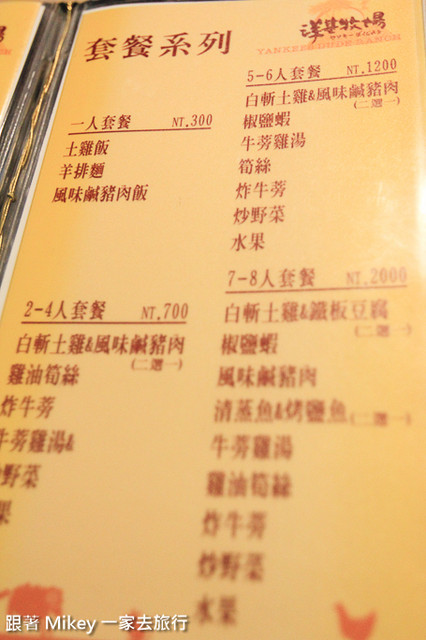 洋基牧場
YANKEE DUDE RANCH
套餐系列
一人套餐 NT.300
土雞飯
羊排麵
風味鹹豬肉飯
2-4人套餐 NT.700
白斬土雞&風味鹹豬肉
(二選一)
雞油筍絲
炸牛蒡
牛蒡雞湯&
野菜
果
5-6人套餐 NT.1200
白斬土雞&風味鹹豬肉
(二選一)
椒鹽蝦
牛蒡雞湯
筍絲
炸牛蒡
炒野菜
水果
7-8人套餐 NT.2000
白斬土雞&鐵板豆腐
(二選一)
椒鹽蝦
風味鹹豬肉
清蒸魚&烤鹽魚(二選一)
牛蒡雞湯
雞油筍絲
炸牛蒡
炒野菜
水果
跟著 Mikey 一家去旅行